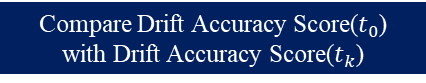 Compare Drift Accuracy Score(t₀)
with Drift Accuracy Score(tₖ)